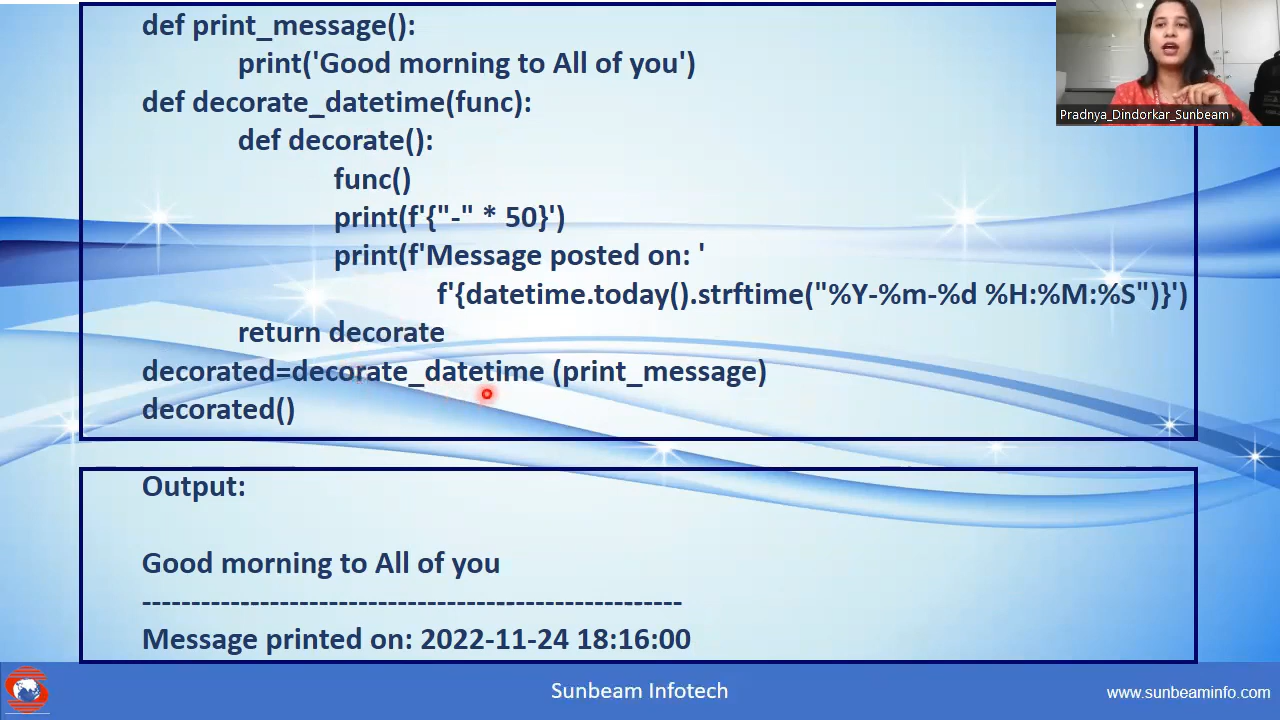 def print_message():
print('Good morning to All of you')
def decorate_datetime(func):
def decorate():
func()
print(f'{"-" * 50}')
print(f'Message posted on: '
f'{datetime.today().strftime("%Y-%m-%d %H:%M:%S")}')
return decorate
decorated=decorate_datetime (print_message)
decorated()
Pradnya_Dindorkar_Sunbeam
Output:
Good morning to All of you
------------------------------------------------------
Message printed on: 2022-11-24 18:16:00
Sunbeam Infotech
www.sunbeaminfo.com